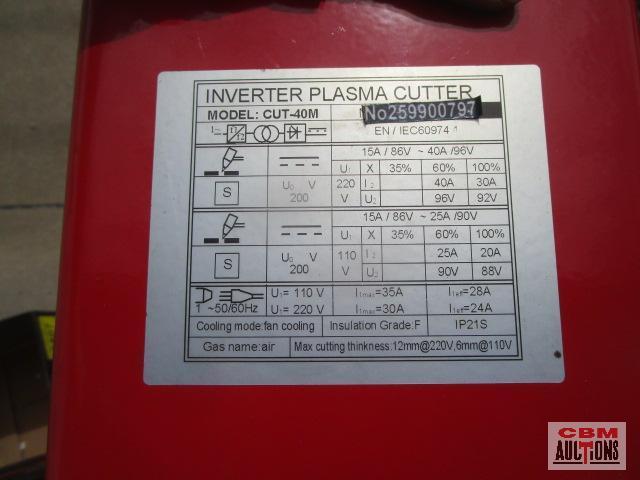 INVERTER PLASMA CUTTER
MODEL: CUT-40M
No259900797
EN / IEC60974
15A / 86V ~ 40A /96V
U₁ X 35% 60% 100%
S U₀ V 200 220 V I₂ 40A 30A
U₂ 96V 92V
15A / 86V ~ 25A /90V
U₁ X 35% 60% 100%
S U₀ V 200 110 V I₂ 25A 20A
U₂ 90V 88V
1 ~50/60Hz U₁= 110 V I₁max=35A I₁eff=28A
U₁= 220 V I₁max=30A I₁eff=24A
Cooling mode:fan cooling Insulation Grade:F IP21S
Gas name:air Max cutting thinkness:12mm@220V,6mm@110V
CBM
AUCTIONS